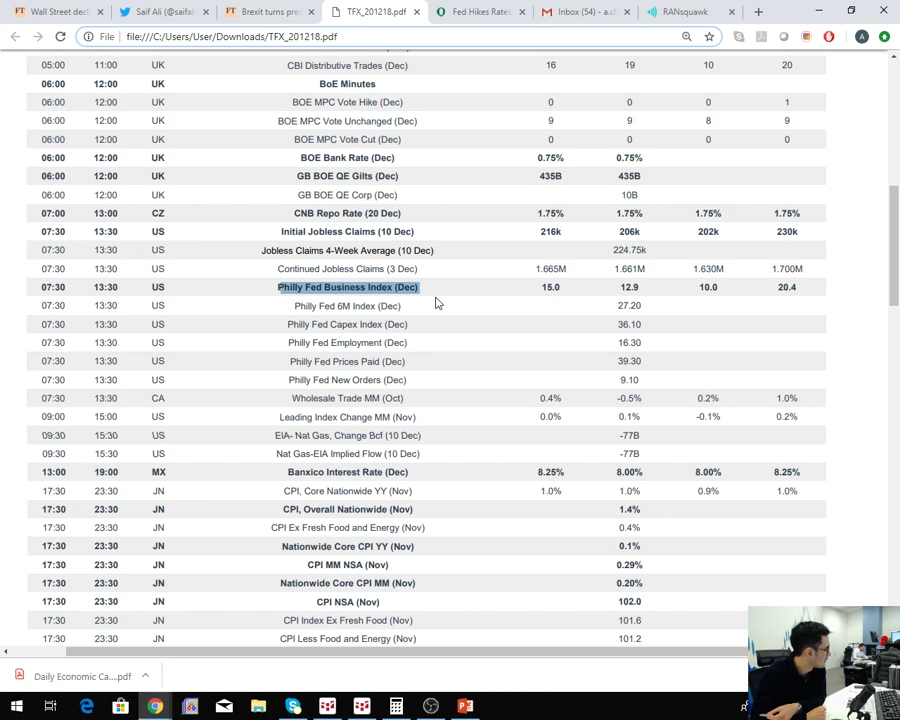 Wall Street decl
Saif Ali (@saifal
Brexit turns prec
TFX_201218.pdf
Fed Hikes Rates
Inbox (54) - a.cl
RANsquawk
File file:///C:/Users/User/Downloads/TFX_201218.pdf
05:00 11:00 UK CBI Distributive Trades (Dec) 16 19 10 20
06:00 12:00 UK BoE Minutes
06:00 12:00 UK BOE MPC Vote Hike (Dec) 0 0 0 1
06:00 12:00 UK BOE MPC Vote Unchanged (Dec) 9 9 8 9
06:00 12:00 UK BOE MPC Vote Cut (Dec) 0 0 0 0
06:00 12:00 UK BOE Bank Rate (Dec) 0.75% 0.75%
06:00 12:00 UK GB BOE QE Gilts (Dec) 435B 435B
06:00 12:00 UK GB BOE QE Corp (Dec) 10B
07:00 13:00 CZ CNB Repo Rate (20 Dec) 1.75% 1.75% 1.75% 1.75%
07:30 13:30 US Initial Jobless Claims (10 Dec) 216k 206k 202k 230k
07:30 13:30 US Jobless Claims 4-Week Average (10 Dec) 224.75k
07:30 13:30 US Continued Jobless Claims (3 Dec) 1.665M 1.661M 1.630M 1.700M
07:30 13:30 US Philly Fed Business Index (Dec) 15.0 12.9 10.0 20.4
07:30 13:30 US Philly Fed 6M Index (Dec) 27.20
07:30 13:30 US Philly Fed Capex Index (Dec) 36.10
07:30 13:30 US Philly Fed Employment (Dec) 16.30
07:30 13:30 US Philly Fed Prices Paid (Dec) 39.30
07:30 13:30 US Philly Fed New Orders (Dec) 9.10
07:30 13:30 CA Wholesale Trade MM (Oct) 0.4% -0.5% 0.2% 1.0%
09:00 15:00 US Leading Index Change MM (Nov) 0.0% 0.1% -0.1% 0.2%
09:30 15:30 US EIA- Nat Gas, Change Bcf (10 Dec) -77B
09:30 15:30 US Nat Gas-EIA Implied Flow (10 Dec) -77B
13:00 19:00 MX Banxico Interest Rate (Dec) 8.25% 8.00% 8.00% 8.25%
17:30 23:30 JN CPI, Core Nationwide YY (Nov) 1.0% 1.0% 0.9% 1.0%
17:30 23:30 JN CPI, Overall Nationwide (Nov) 1.4%
17:30 23:30 JN CPI Ex Fresh Food and Energy (Nov) 0.4%
17:30 23:30 JN Nationwide Core CPI YY (Nov) 0.1%
17:30 23:30 JN CPI MM NSA (Nov) 0.29%
17:30 23:30 JN Nationwide Core CPI MM (Nov) 0.20%
17:30 23:30 JN CPI NSA (Nov) 102.0
17:30 23:30 JN CPI Index Ex Fresh Food (Nov) 101.6
17:30 23:30 JN CPI Less Food and Energy (Nov) 101.2
Daily Economic Ca....pdf